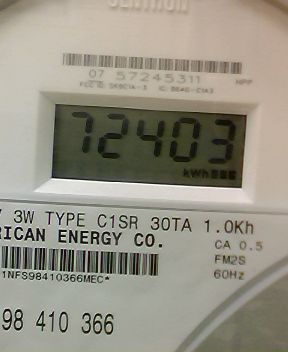 CENTRON
07 57245311
72403
kWh
3W TYPE C1SR 30TA 1.0Kh
RICAN ENERGY CO.
CA 0.5
FM2S
60Hz
1NFS98410366MEC*
98 410 366